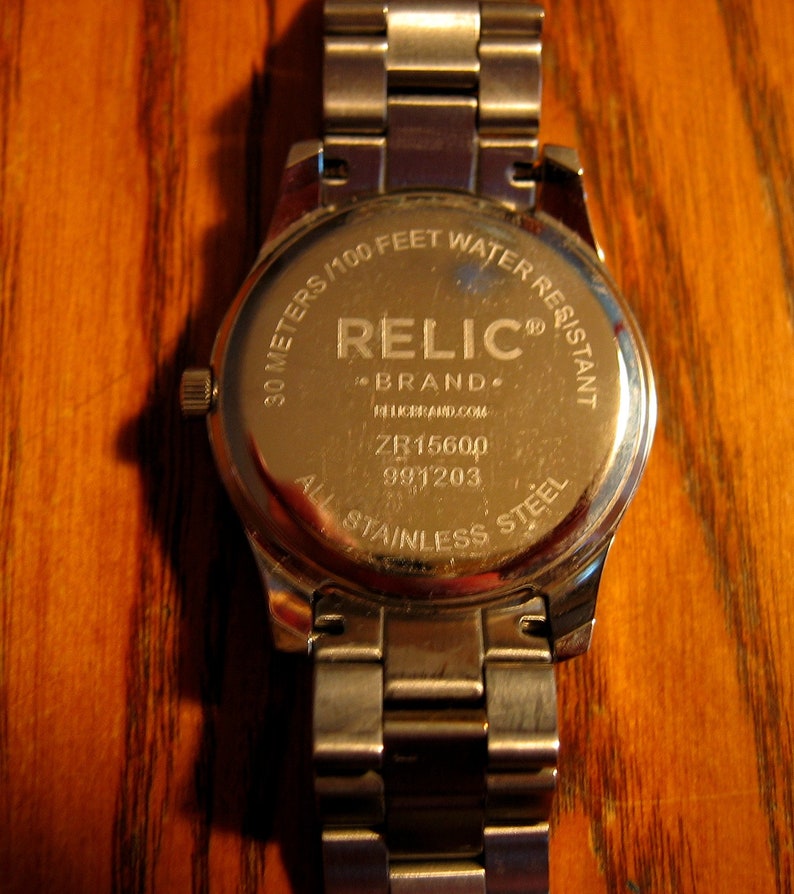 30 METERS /100 FEET WATER RESISTANT
RELIC®
•BRAND•
RELICBRAND.COM
ZR15600
991203
ALL STAINLESS STEEL